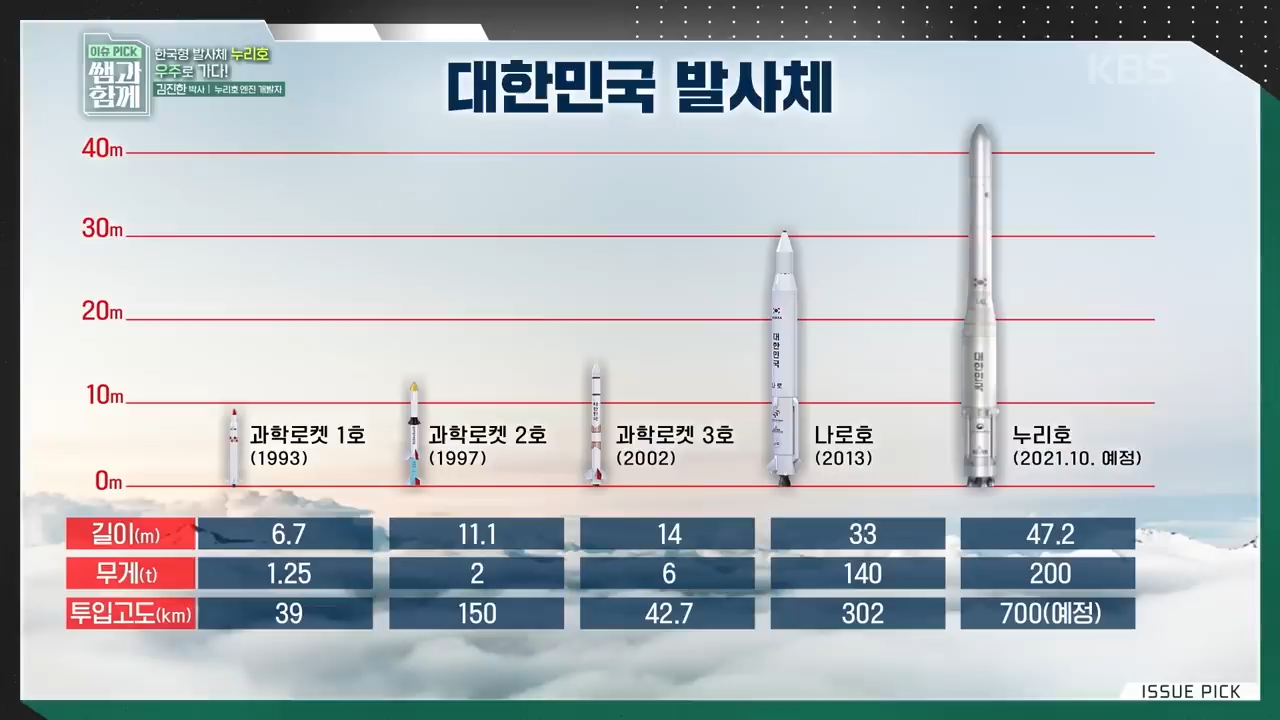 이슈 PICK
쌤과
함께
한국형 발사체 누리호
우주로 가다!
김진한 박사 | 누리호 엔진 개발자
대한민국 발사체
KBS
40m
30m
20m
10m
0m
과학로켓 1호
(1993)
과학로켓 2호
(1997)
과학로켓 3호
(2002)
나로호
(2013)
누리호
(2021.10. 예정)
대한민국
나로
대한민국
길이(m) 6.7 11.1 14 33 47.2
무게(t) 1.25 2 6 140 200
투입고도(km) 39 150 42.7 302 700(예정)
ISSUE PICK